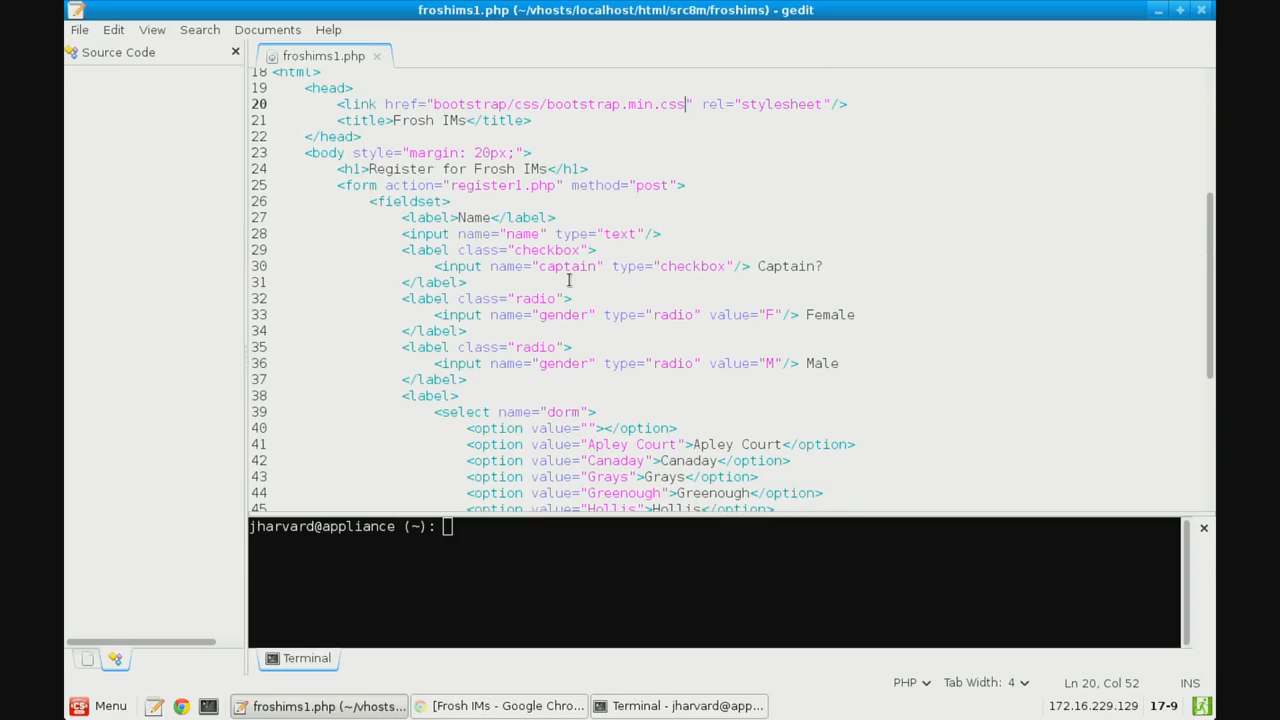 froshims1.php (~/vhosts/localhost/html/src8m/froshims) - gedit
File Edit View Search Documents Help
Source Code
froshims1.php
18 <html>
19 <head>
20 <link href="bootstrap/css/bootstrap.min.css" rel="stylesheet"/>
21 <title>Frosh IMs</title>
22 </head>
23 <body style="margin: 20px;">
24 <h1>Register for Frosh IMs</h1>
25 <form action="register1.php" method="post">
26 <fieldset>
27 <label>Name</label>
28 <input name="name" type="text"/>
29 <label class="checkbox">
30 <input name="captain" type="checkbox"/> Captain?
31 </label>
32 <label class="radio">
33 <input name="gender" type="radio" value="F"/> Female
34 </label>
35 <label class="radio">
36 <input name="gender" type="radio" value="M"/> Male
37 </label>
38 <label>
39 <select name="dorm">
40 <option value=""></option>
41 <option value="Apley Court">Apley Court</option>
42 <option value="Canaday">Canaday</option>
43 <option value="Grays">Grays</option>
44 <option value="Greenough">Greenough</option>
45 <option value="Hollis">Hollis</option>
jharvard@appliance (~):
Terminal
PHP Tab Width: 4 Ln 20, Col 52 INS
Menu froshims1.php (~/vhosts... [Frosh IMs - Google Chro... Terminal - jharvard@app... 172.16.229.129 17-9